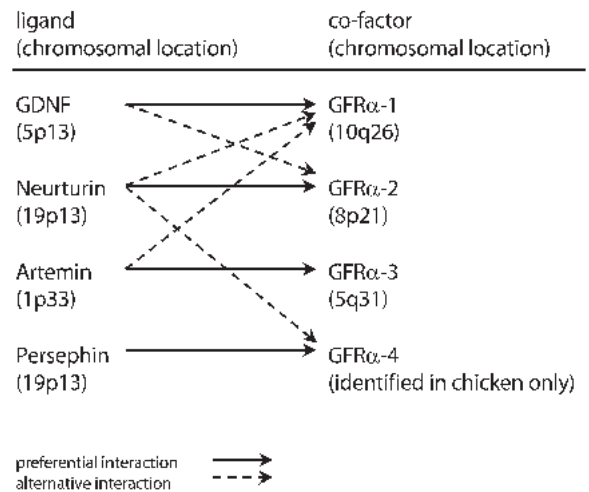 ligand
(chromosomal location)
co-factor
(chromosomal location)
GDNF
(5p13)
GFRα-1
(10q26)
Neurturin
(19p13)
GFRα-2
(8p21)
Artemin
(1p33)
GFRα-3
(5q31)
Persephin
(19p13)
GFRα-4
(identified in chicken only)
preferential interaction
alternative interaction